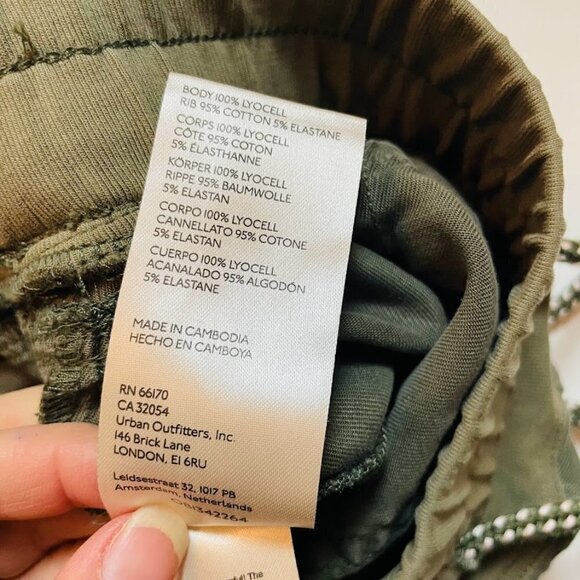 BODY 100% LYOCELL
RIB 95% COTTON 5% ELASTANE
CORPS 100% LYOCELL
CÔTE 95% COTON
5% ÉLASTHANNE
KÖRPER 100% LYOCELL
RIPPE 95% BAUMWOLLE
5% ELASTAN
CORPO 100% LYOCELL
CANNELLATO 95% COTONE
5% ELASTAN
CUERPO 100% LYOCELL
ACANALADO 95% ALGODÓN
5% ELASTANE
MADE IN CAMBODIA
HECHO EN CAMBOYA
RN 66170
CA 32054
Urban Outfitters, Inc.
146 Brick Lane
LONDON, E1 6RU
Leidsestraat 32, 1017 PB
Amsterdam, Netherlands
OB1342264
The